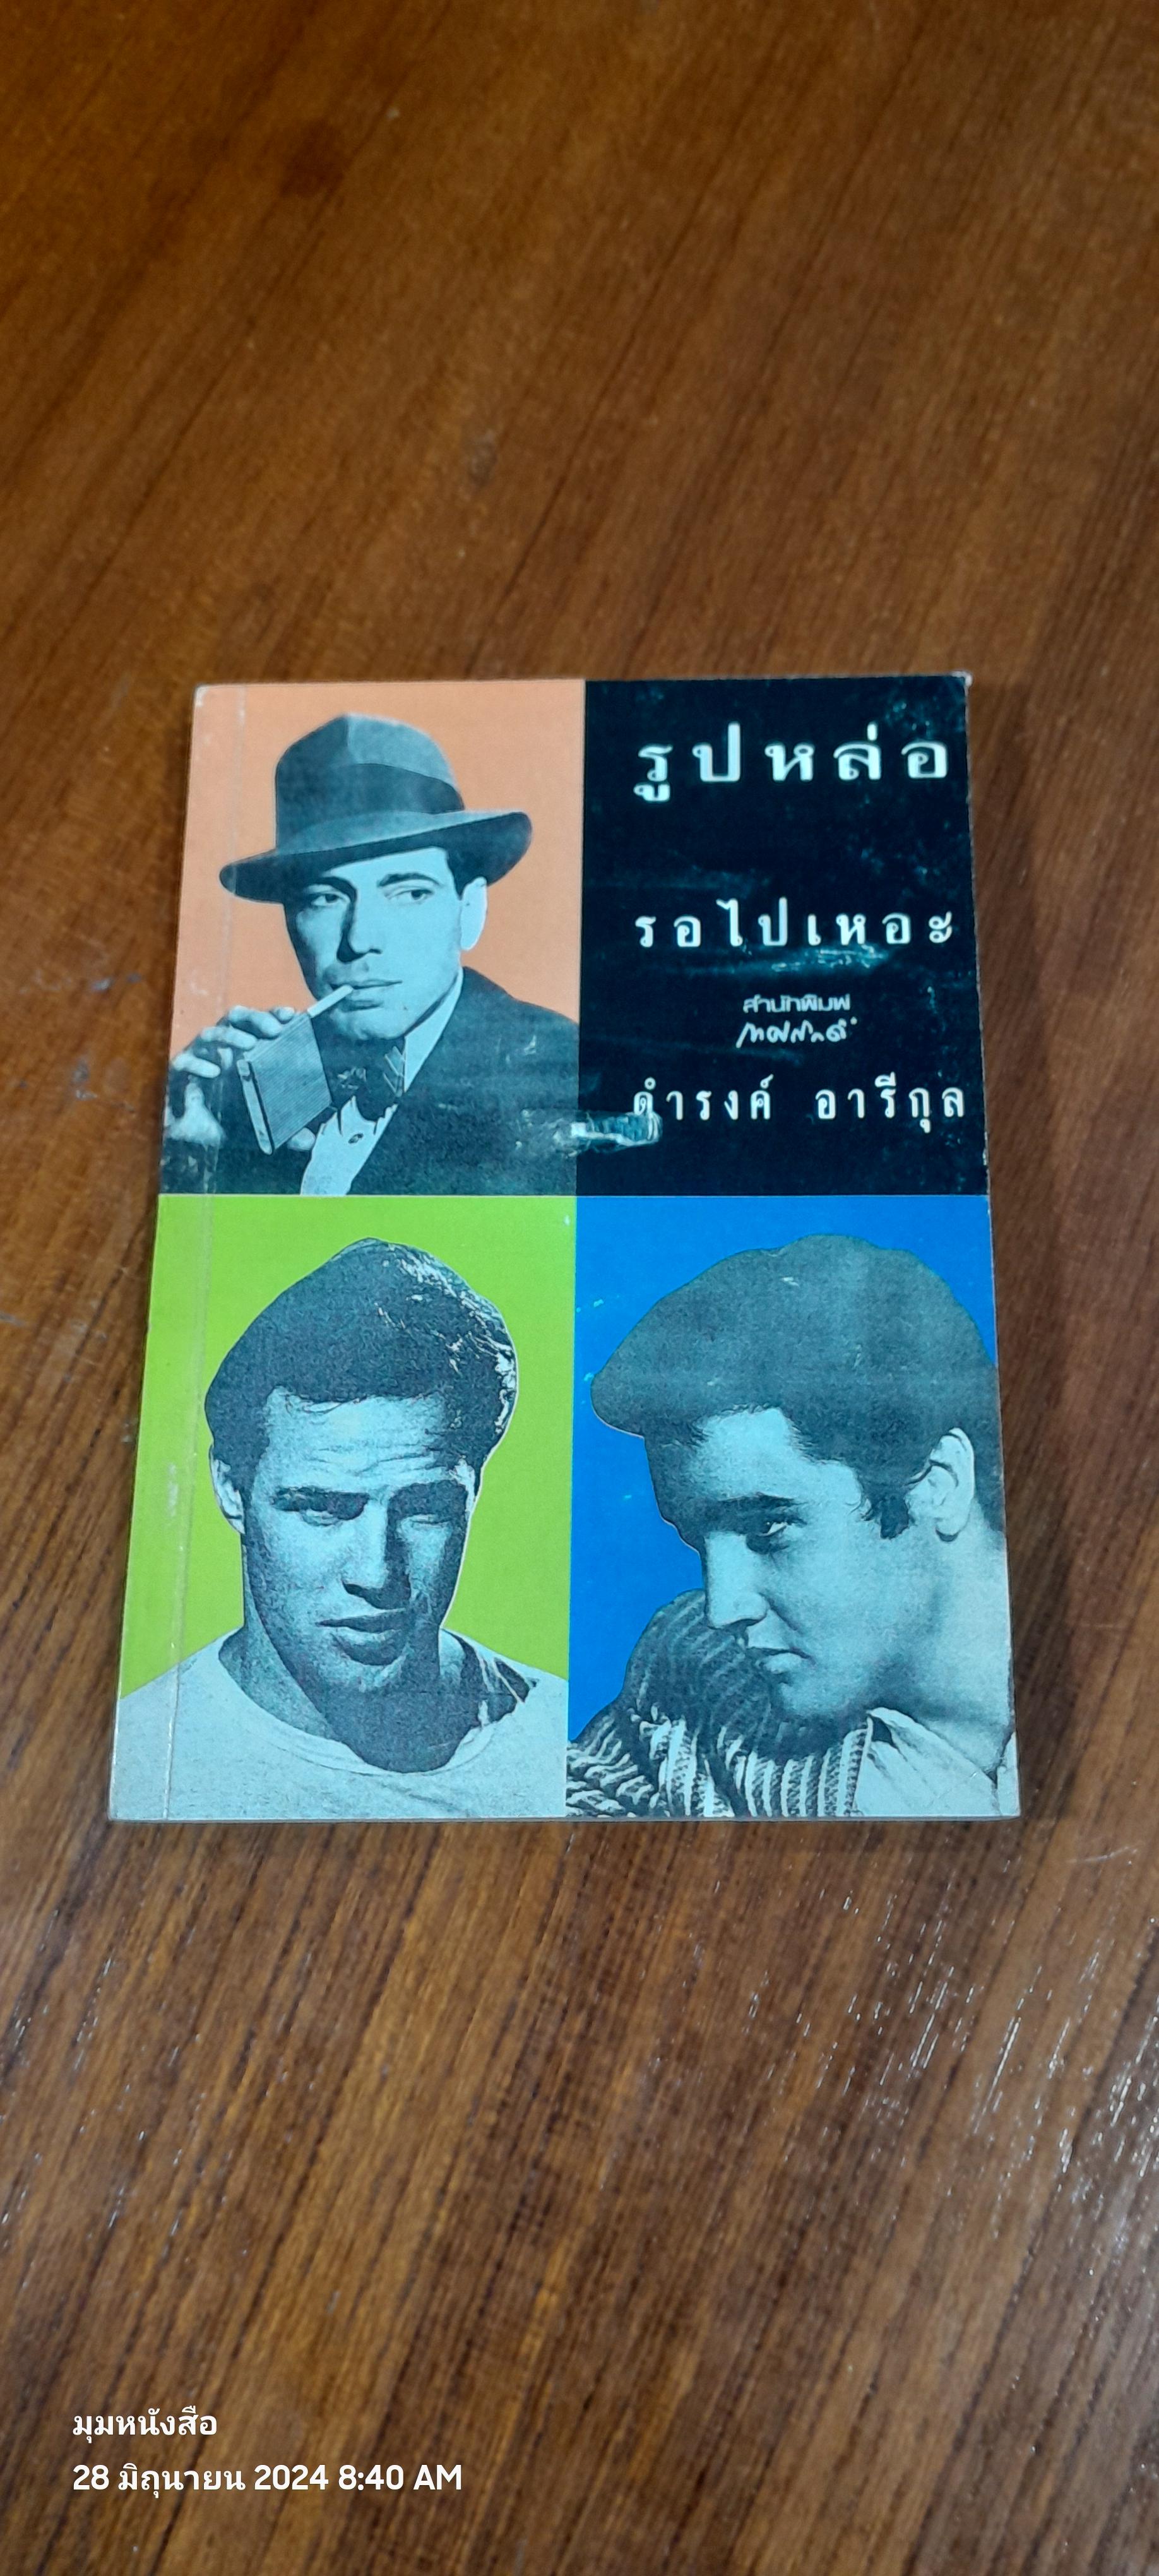 รูปหล่อ
รอไปเหอะ
สำนักพิมพ์
ดำรงค์ อารีกุล
มุมหนังสือ
28 มิถุนายน 2024 8:40 AM